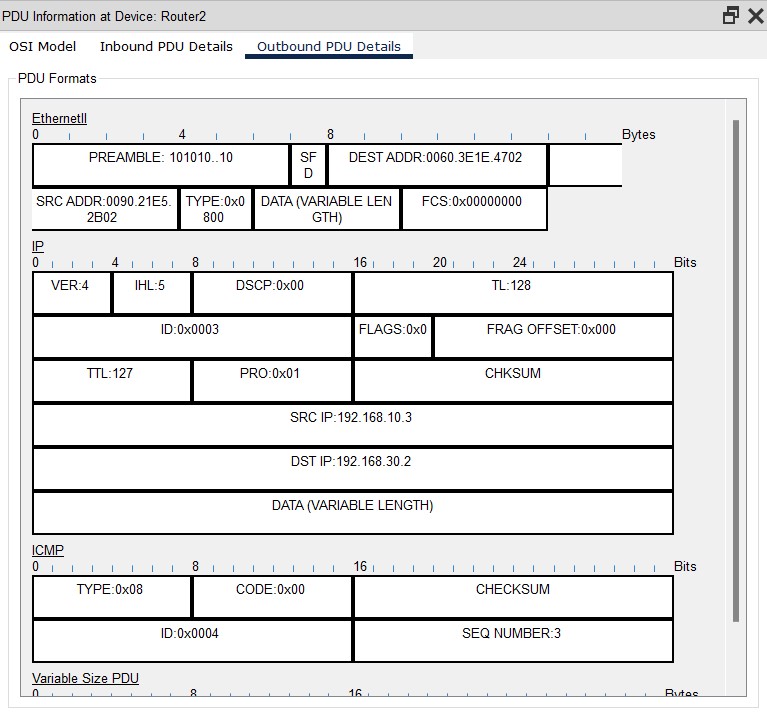 PDU Information at Device: Router2
OSI Model Inbound PDU Details Outbound PDU Details
PDU Formats
EthernetII
0 4 8 Bytes
PREAMBLE: 101010..10 SF DEST ADDR:0060.3E1E.4702
D
SRC ADDR:0090.21E5. TYPE:0x0 DATA (VARIABLE LEN FCS:0x00000000
2B02 800 GTH)
IP
0 4 8 16 20 24 Bits
VER:4 IHL:5 DSCP:0x00 TL:128
ID:0x0003 FLAGS:0x0 FRAG OFFSET:0x000
TTL:127 PRO:0x01 CHKSUM
SRC IP:192.168.10.3
DST IP:192.168.30.2
DATA (VARIABLE LENGTH)
ICMP
0 8 16 Bits
TYPE:0x08 CODE:0x00 CHECKSUM
ID:0x0004 SEQ NUMBER:3
Variable Size PDU
0 8 16 Bytes